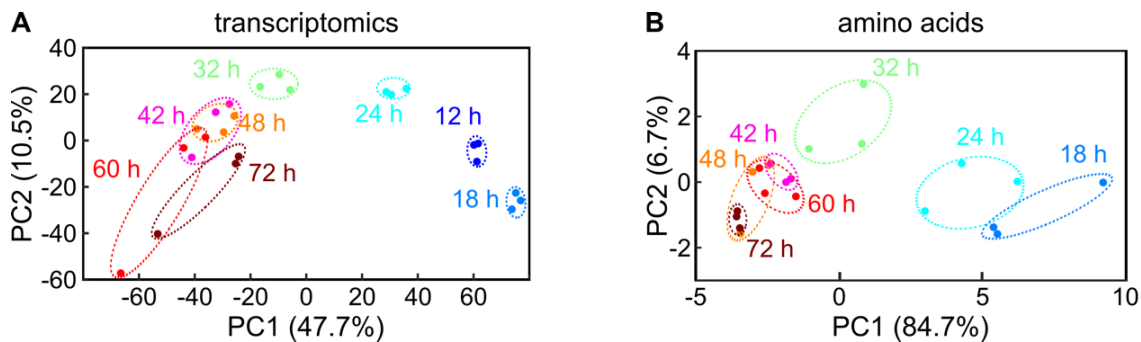 A transcriptomics
40
20
0
-20
-40
-60
PC2 (10.5%)
32 h
42 h
48 h
24 h
12 h
60 h
72 h
18 h
-60 -40 -20 0 20 40 60
PC1 (47.7%)
B amino acids
4
2
0
-2
PC2 (6.7%)
32 h
42 h
48 h
24 h
18 h
60 h
72 h
-5 0 5 10
PC1 (84.7%)